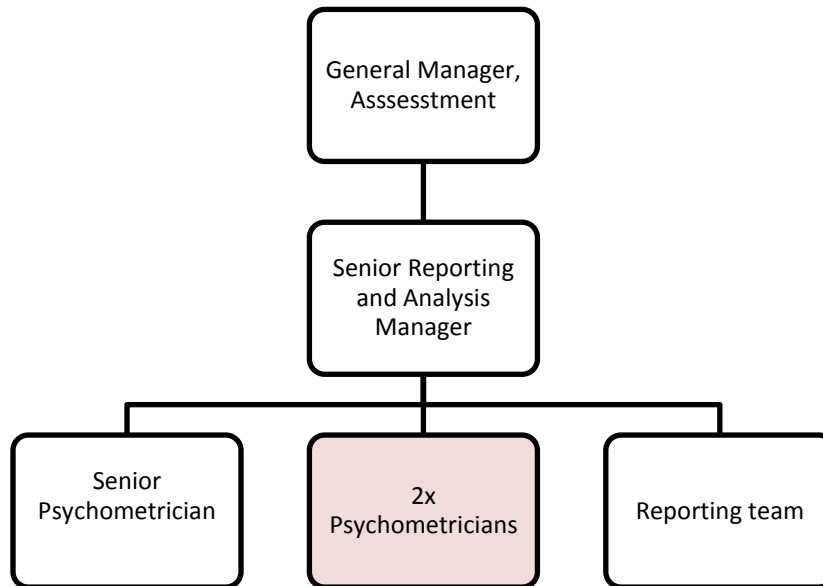 General Manager,
Asssesstment
Senior Reporting
and Analysis
Manager
Senior
Psychometrician
2x
Psychometricians
Reporting team